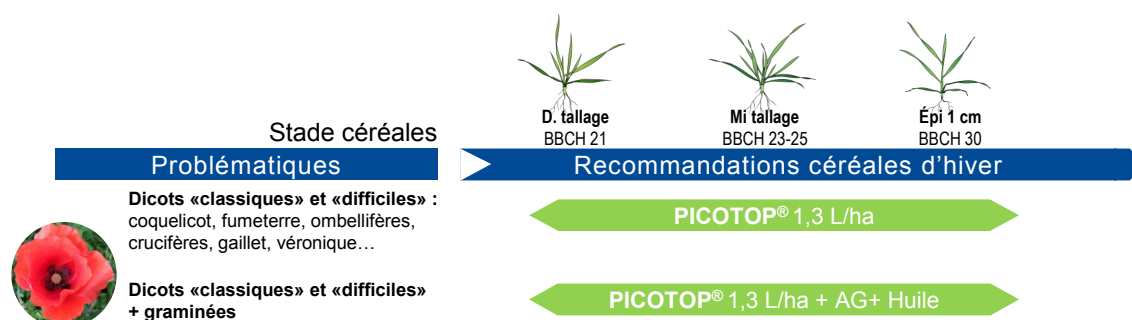 D. tallage
BBCH 21
Mi tallage
BBCH 23-25
Épi 1 cm
BBCH 30
Stade céréales
Problématiques
Recommandations céréales d’hiver
Dicots «classiques» et «difficiles» :
coquelicot, fumeterre, ombellifères,
crucifères, gaillet, véronique…
PICOTOP® 1,3 L/ha
Dicots «classiques» et «difficiles»
+ graminées
PICOTOP® 1,3 L/ha + AG+ Huile